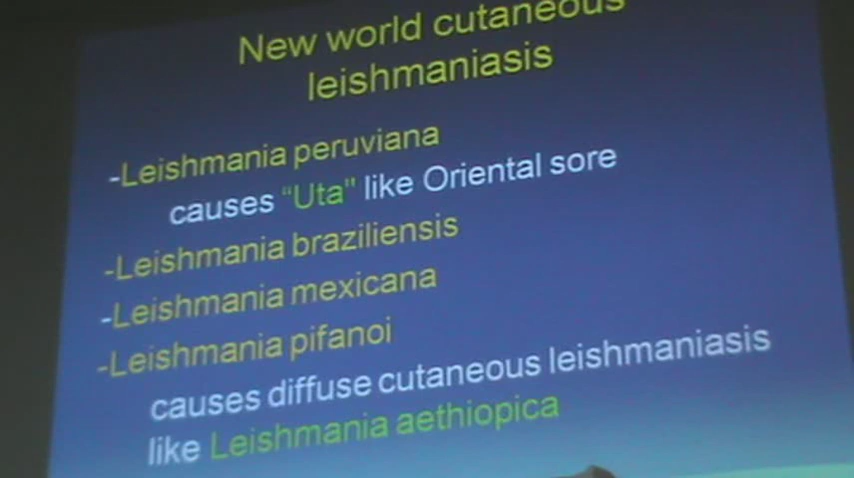 New world cutaneous
leishmaniasis
-Leishmania peruviana
causes "Uta" like Oriental sore
-Leishmania braziliensis
-Leishmania mexicana
-Leishmania pifanoi
causes diffuse cutaneous leishmaniasis
like Leishmania aethiopica